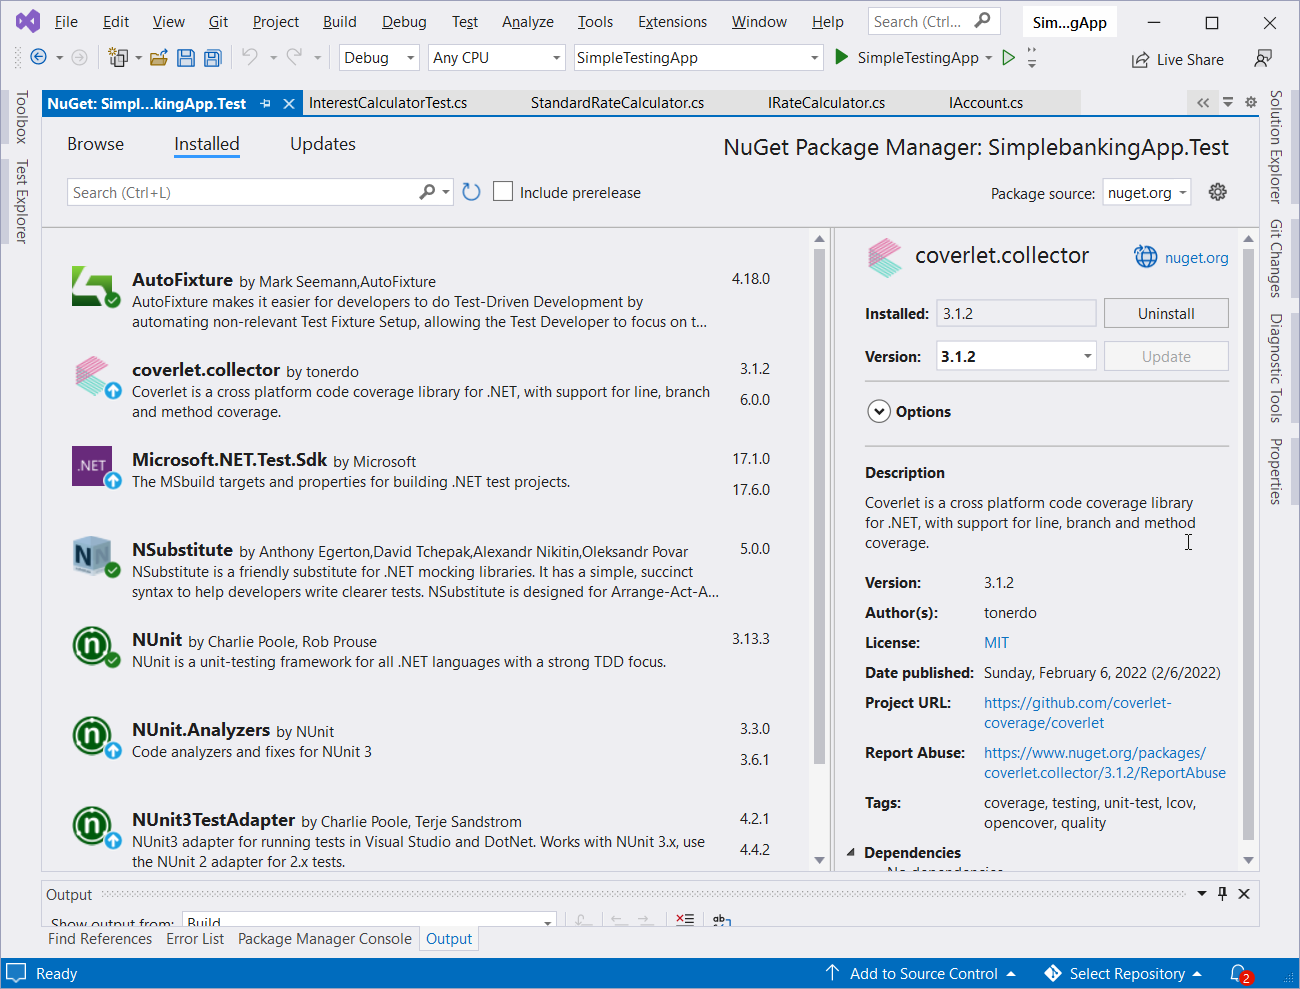 File Edit View Git Project Build Debug Test Analyze Tools Extensions Window Help Search (Ctrl... Sim...gApp
Debug Any CPU SimpleTestingApp SimpleTestingApp Live Share
NuGet: Simpl...kingApp.Test InterestCalculatorTest.cs StandardRateCalculator.cs IRateCalculator.cs IAccount.cs
Toolbox
Test Explorer
Browse Installed Updates
NuGet Package Manager: SimplebankingApp.Test
Search (Ctrl+L) Include prerelease Package source: nuget.org
AutoFixture by Mark Seemann,AutoFixture 4.18.0
AutoFixture makes it easier for developers to do Test-Driven Development by
automating non-relevant Test Fixture Setup, allowing the Test Developer to focus on t...
coverlet.collector by tonerdo 3.1.2
Coverlet is a cross platform code coverage library for .NET, with support for line, branch
6.0.0
and method coverage.
.NET
Microsoft.NET.Test.Sdk by Microsoft 17.1.0
The MSbuild targets and properties for building .NET test projects.
17.6.0
N
NSubstitute by Anthony Egerton,David Tchepak,Alexandr Nikitin,Oleksandr Povar 5.0.0
NSubstitute is a friendly substitute for .NET mocking libraries. It has a simple, succinct
syntax to help developers write clearer tests. NSubstitute is designed for Arrange-Act-A...
n
NUnit by Charlie Poole, Rob Prouse 3.13.3
NUnit is a unit-testing framework for all .NET languages with a strong TDD focus.
n
NUnit.Analyzers by NUnit 3.3.0
Code analyzers and fixes for NUnit 3
3.6.1
n
NUnit3TestAdapter by Charlie Poole, Terje Sandstrom 4.2.1
NUnit3 adapter for running tests in Visual Studio and DotNet. Works with NUnit 3.x, use
4.4.2
the NUnit 2 adapter for 2.x tests.
coverlet.collector nuget.org
Installed: 3.1.2 Uninstall
Version: 3.1.2 Update
Options
Description
Coverlet is a cross platform code coverage library
for .NET, with support for line, branch and method
coverage.
Version: 3.1.2
Author(s): tonerdo
License: MIT
Date published: Sunday, February 6, 2022 (2/6/2022)
Project URL: https://github.com/coverlet-
coverage/coverlet
Report Abuse: https://www.nuget.org/packages/
coverlet.collector/3.1.2/ReportAbuse
Tags: coverage, testing, unit-test, lcov,
opencover, quality
Dependencies
No dependencies
Solution Explorer
Git Changes
Diagnostic Tools
Properties
Output
Show output from: Build
Find References Error List Package Manager Console Output
Ready Add to Source Control Select Repository 2